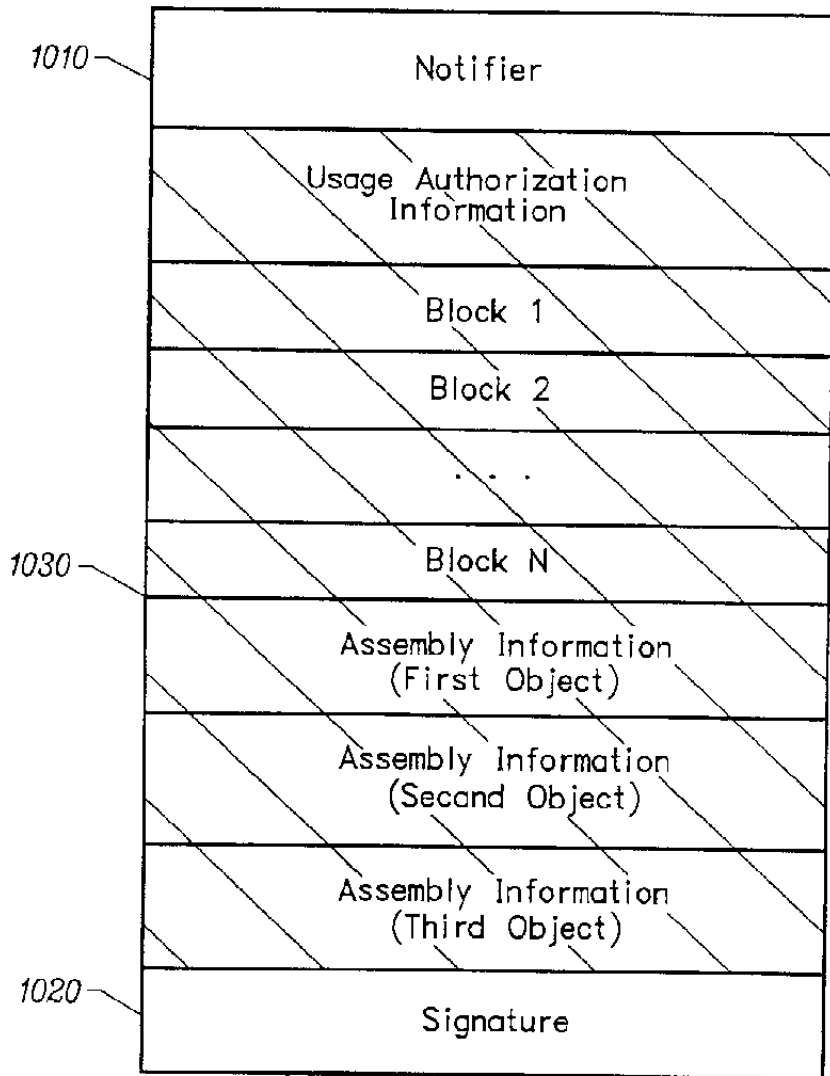 1010
Notifier
Usage Authorization
Information
Block 1
Block 2
. . .
1030
Block N
Assembly Information
(First Object)
Assembly Information
(Second Object)
Assembly Information
(Third Object)
1020
Signature